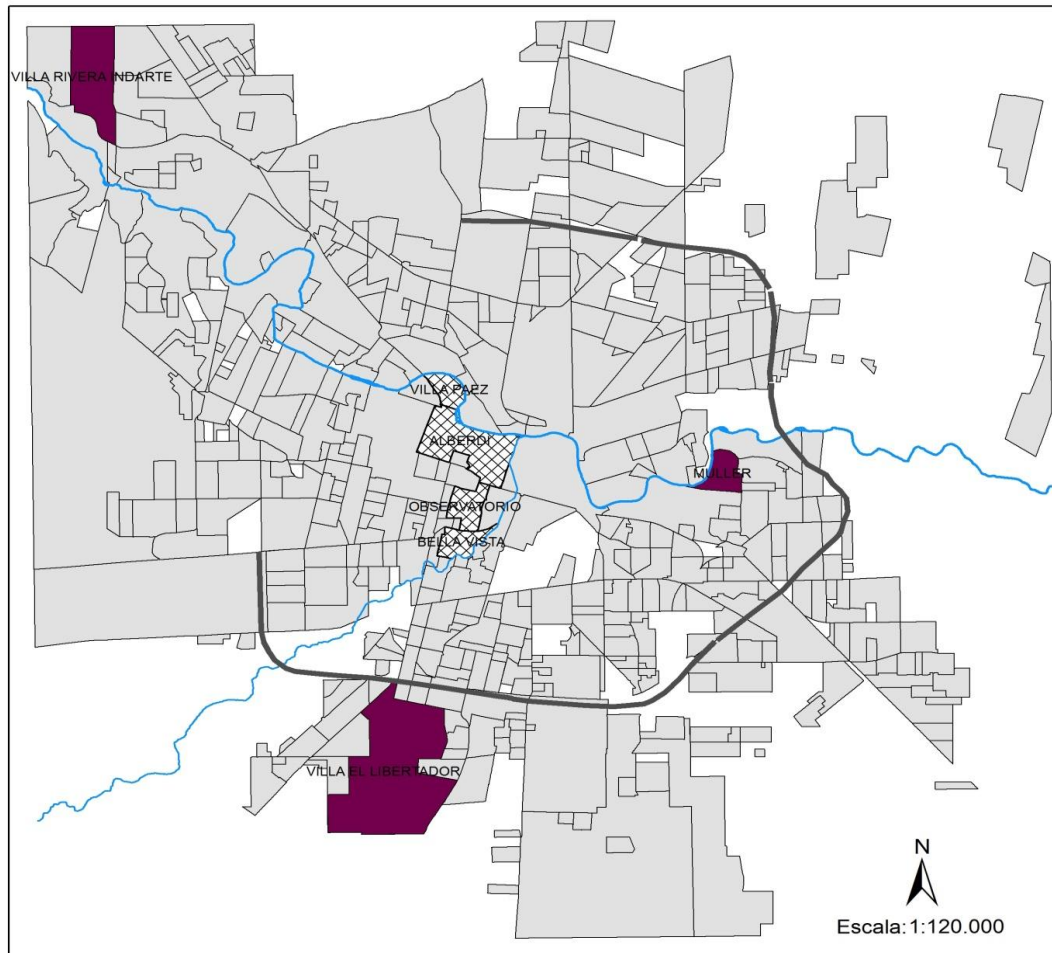 VILLA RIVERA INDARTE
VILLA PAEZ
ALBERDI
MULLER
OBSERVATORIO
BELLA VISTA
VILLA EL LIBERTADOR
N
Escala:1:120.000